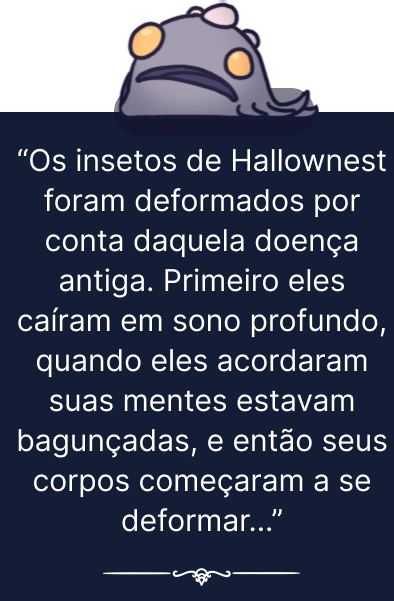 “Os insetos de Hallownest
foram deformados por
conta daquela doença
antiga. Primeiro eles
caíram em sono profundo,
quando eles acordaram
suas mentes estavam
bagunçadas, e então seus
corpos começaram a se
deformar...”